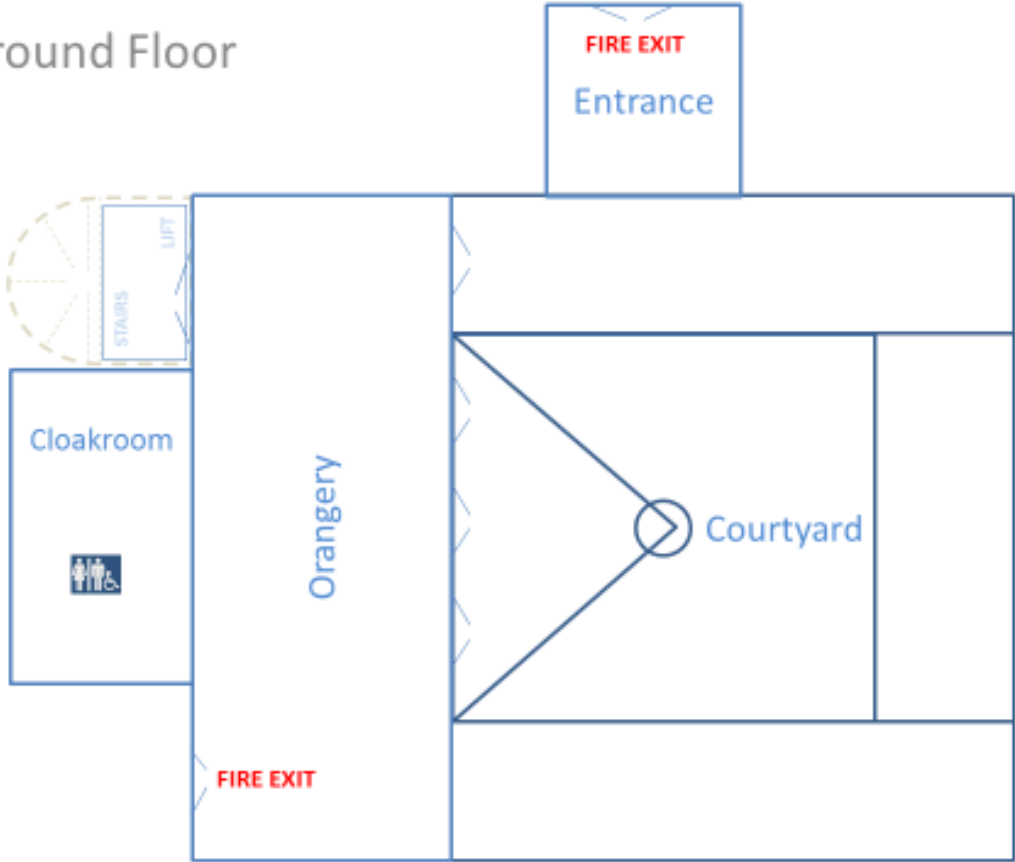 round Floor
FIRE EXIT
Entrance
LIFT
STAIRS
Cloakroom
Orangery
Courtyard
FIRE EXIT